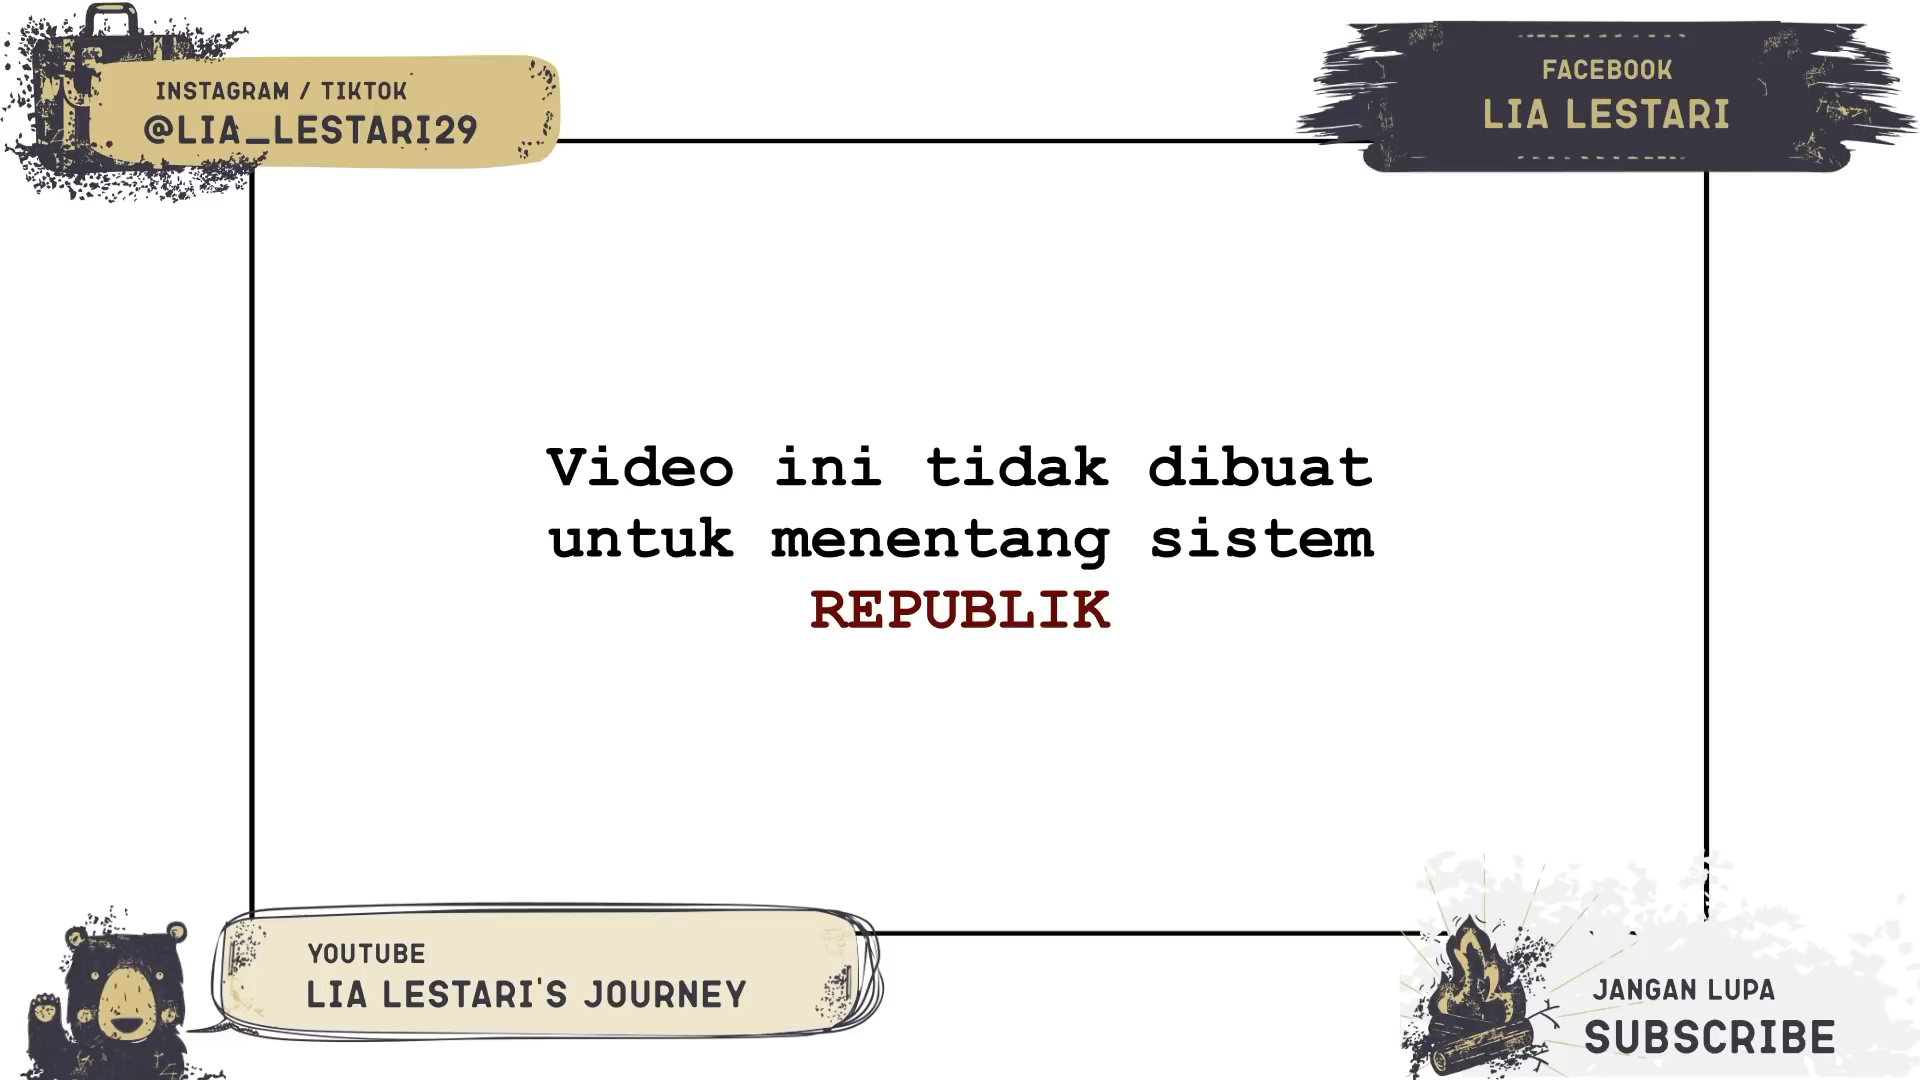 INSTAGRAM / TIKTOK
@LIA_LESTARI29
FACEBOOK
LIA LESTARI
Video ini tidak dibuat
untuk menentang sistem
REPUBLIK
YOUTUBE
LIA LESTARI'S JOURNEY
JANGAN LUPA
SUBSCRIBE